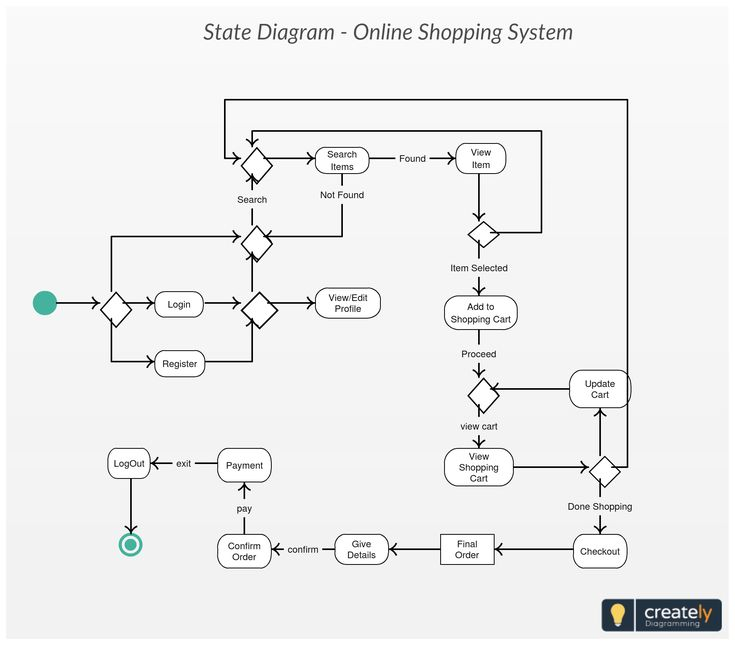 State Diagram - Online Shopping System
Search
Items
Found
View
Item
Search
Not Found
Item Selected
Login
View/Edit
Profile
Add to
Shopping Cart
Register
Proceed
Update
Cart
view cart
LogOut
exit
Payment
View
Shopping
Cart
pay
Done Shopping
Confirm
Order
confirm
Give
Details
Final
Order
Checkout
creately
Diagramming